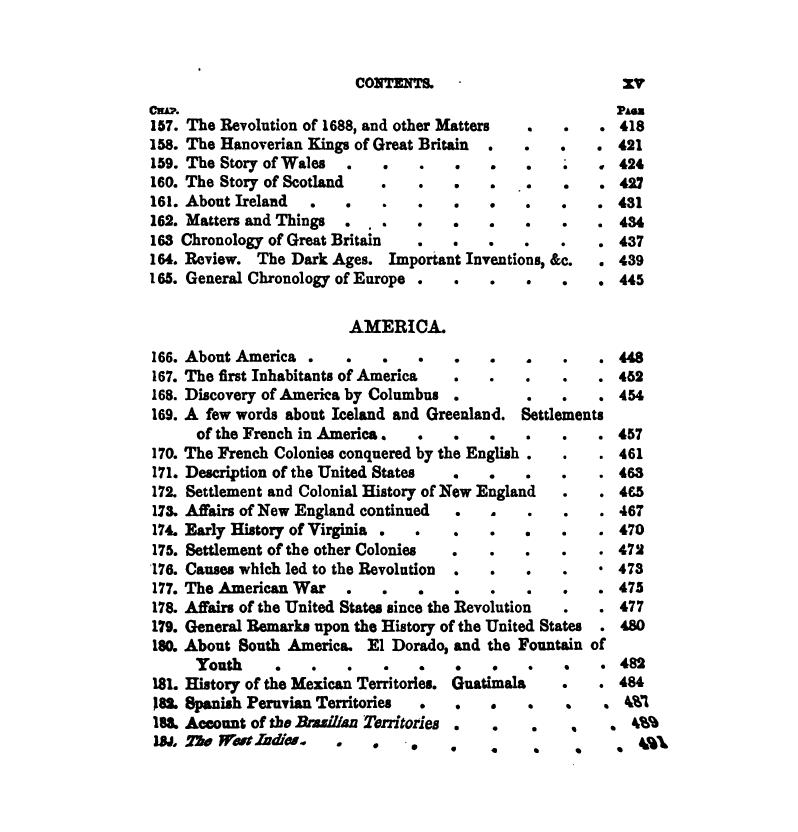 CONTENTS. XV
CHAP. PAGE
157. The Revolution of 1688, and other Matters . . . 418
158. The Hanoverian Kings of Great Britain . . . . 421
159. The Story of Wales . . . . . . . . 424
160. The Story of Scotland . . . . . . . 427
161. About Ireland . . . . . . . . . 431
162. Matters and Things . . . . . . . . 434
163 Chronology of Great Britain . . . . . . 437
164. Review. The Dark Ages. Important Inventions, &c. . 439
165. General Chronology of Europe . . . . . . 445
AMERICA.
166. About America . . . . . . . . . 448
167. The first Inhabitants of America . . . . . 452
168. Discovery of America by Columbus . . . . 454
169. A few words about Iceland and Greenland. Settlements
of the French in America . . . . . . . 457
170. The French Colonies conquered by the English . . . 461
171. Description of the United States . . . . . 463
172. Settlement and Colonial History of New England . . 465
173. Affairs of New England continued . . . . . 467
174. Early History of Virginia . . . . . . . 470
175. Settlement of the other Colonies . . . . . 472
176. Causes which led to the Revolution . . . . . 473
177. The American War . . . . . . . . 475
178. Affairs of the United States since the Revolution . . 477
179. General Remarks upon the History of the United States . 480
180. About South America. El Dorado, and the Fountain of
Youth . . . . . . . . . . 482
181. History of the Mexican Territories. Guatimala . . 484
182. Spanish Peruvian Territories . . . . . . 487
183. Account of the Brazilian Territories . . . . . 489
184. The West Indies . . . . . . . . . 491